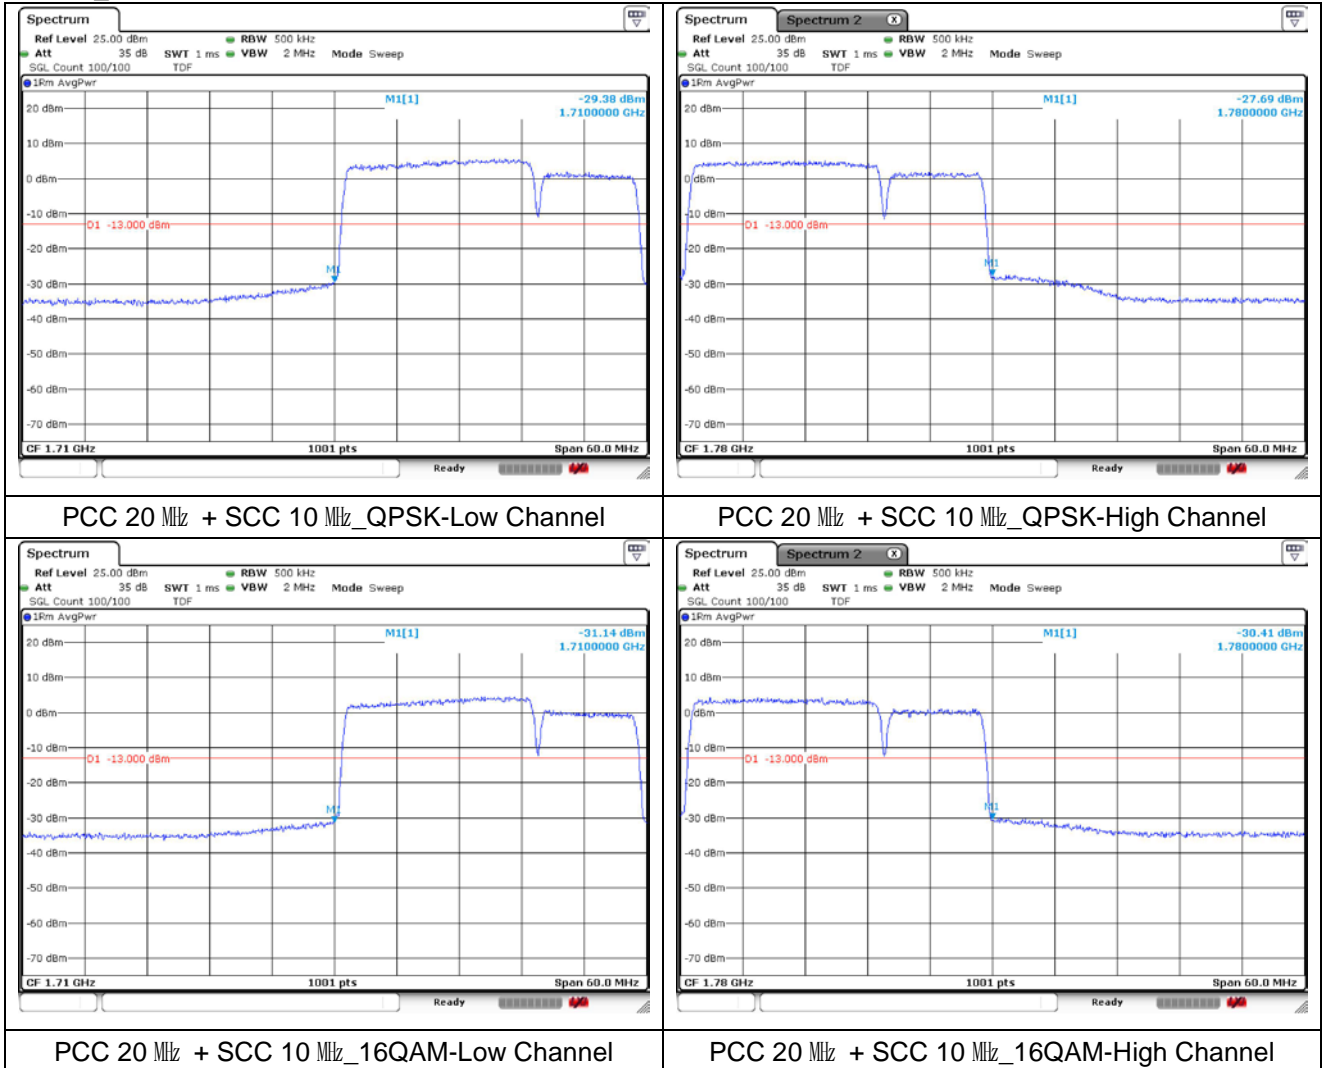 Spectrum
Ref Level 25.00 dBm RBW 500 kHz
Att 35 dB SWT 1 ms VBW 2 MHz Mode Sweep
SGL Count 100/100 TDF
1Rm AvgPwr
M1[1] -29.38 dBm
1.7100000 GHz
20 dBm
10 dBm
0 dBm
-10 dBm
D1 -13.000 dBm
-20 dBm
M1
-30 dBm
-40 dBm
-50 dBm
-60 dBm
-70 dBm
CF 1.71 GHz 1001 pts Span 60.0 MHz
Ready
PCC 20 ㎒ + SCC 10 ㎒_QPSK-Low Channel
Spectrum Spectrum 2 X
Ref Level 25.00 dBm RBW 500 kHz
Att 35 dB SWT 1 ms VBW 2 MHz Mode Sweep
SGL Count 100/100 TDF
1Rm AvgPwr
M1[1] -27.69 dBm
1.7800000 GHz
20 dBm
10 dBm
0 dBm
-10 dBm
D1 -13.000 dBm
-20 dBm
M1
-30 dBm
-40 dBm
-50 dBm
-60 dBm
-70 dBm
CF 1.78 GHz 1001 pts Span 60.0 MHz
Ready
PCC 20 ㎒ + SCC 10 ㎒_QPSK-High Channel
Spectrum
Ref Level 25.00 dBm RBW 500 kHz
Att 35 dB SWT 1 ms VBW 2 MHz Mode Sweep
SGL Count 100/100 TDF
1Rm AvgPwr
M1[1] -31.14 dBm
1.7100000 GHz
20 dBm
10 dBm
0 dBm
-10 dBm
D1 -13.000 dBm
-20 dBm
M1
-30 dBm
-40 dBm
-50 dBm
-60 dBm
-70 dBm
CF 1.71 GHz 1001 pts Span 60.0 MHz
Ready
PCC 20 ㎒ + SCC 10 ㎒_16QAM-Low Channel
Spectrum Spectrum 2 X
Ref Level 25.00 dBm RBW 500 kHz
Att 35 dB SWT 1 ms VBW 2 MHz Mode Sweep
SGL Count 100/100 TDF
1Rm AvgPwr
M1[1] -30.41 dBm
1.7800000 GHz
20 dBm
10 dBm
0 dBm
-10 dBm
D1 -13.000 dBm
-20 dBm
M1
-30 dBm
-40 dBm
-50 dBm
-60 dBm
-70 dBm
CF 1.78 GHz 1001 pts Span 60.0 MHz
Ready
PCC 20 ㎒ + SCC 10 ㎒_16QAM-High Channel